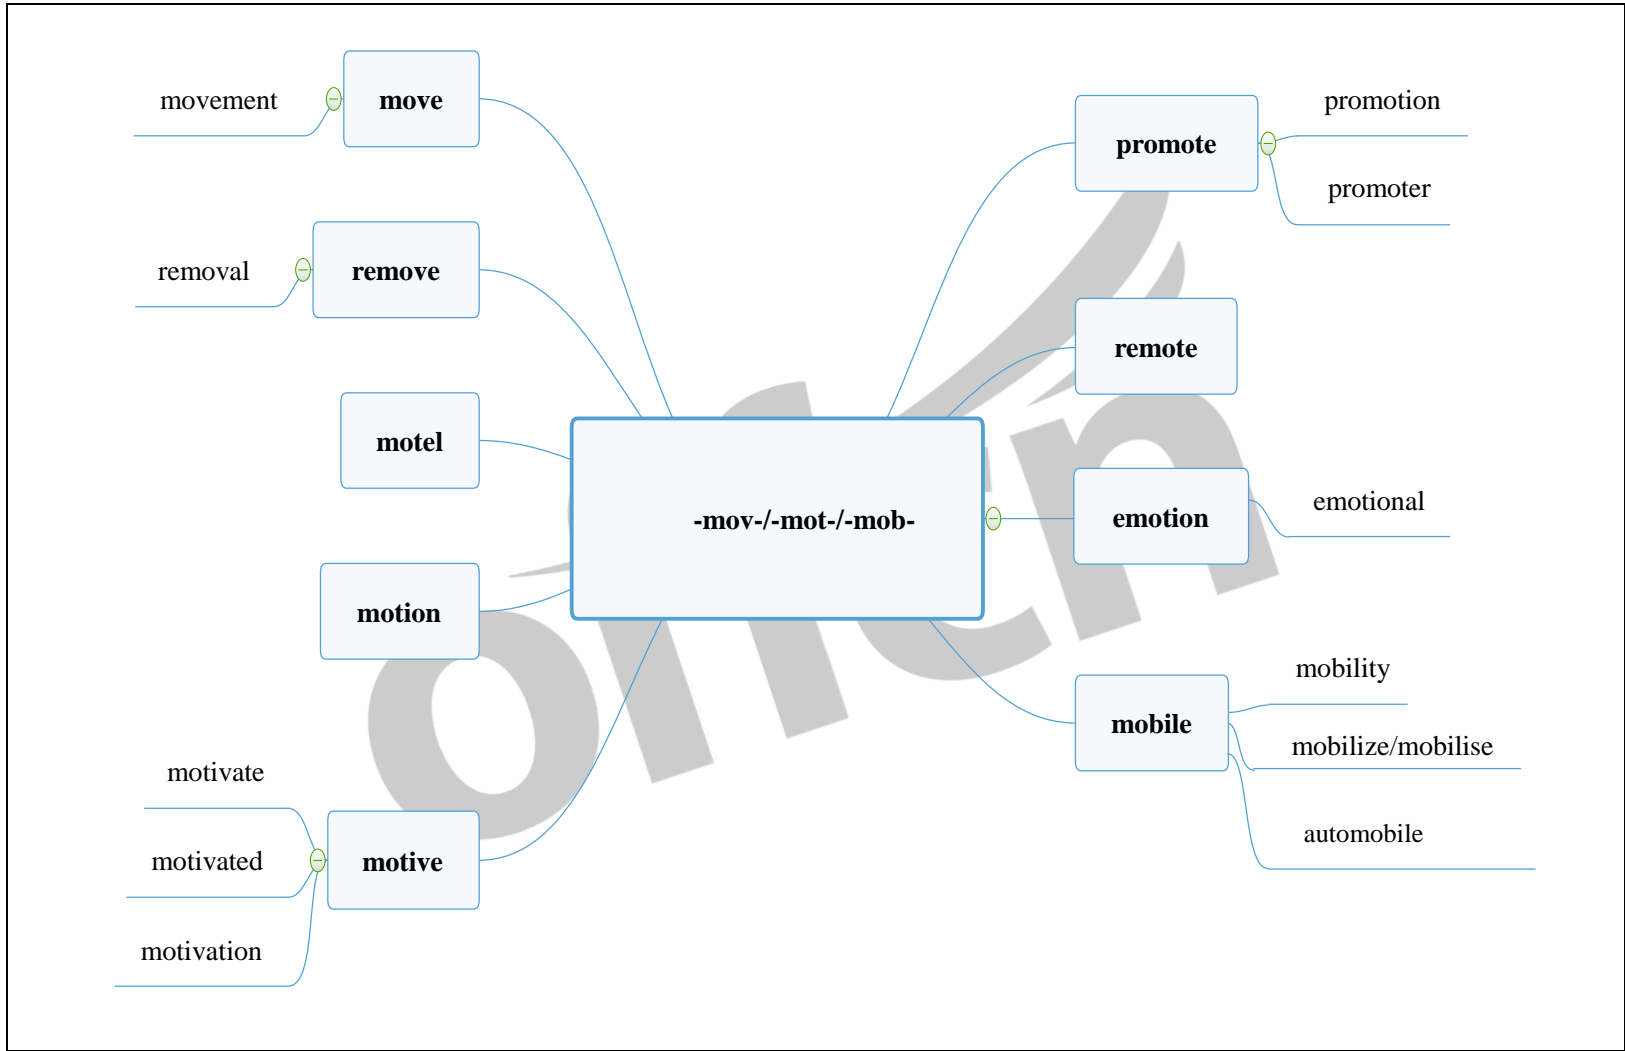 move
movement
remove
removal
motel
motion
motive
motivate
motivated
motivation
-mov-/-mot-/-mob-
promote
promotion
promoter
remote
emotion
emotional
mobile
mobility
mobilize/mobilise
automobile
offcn